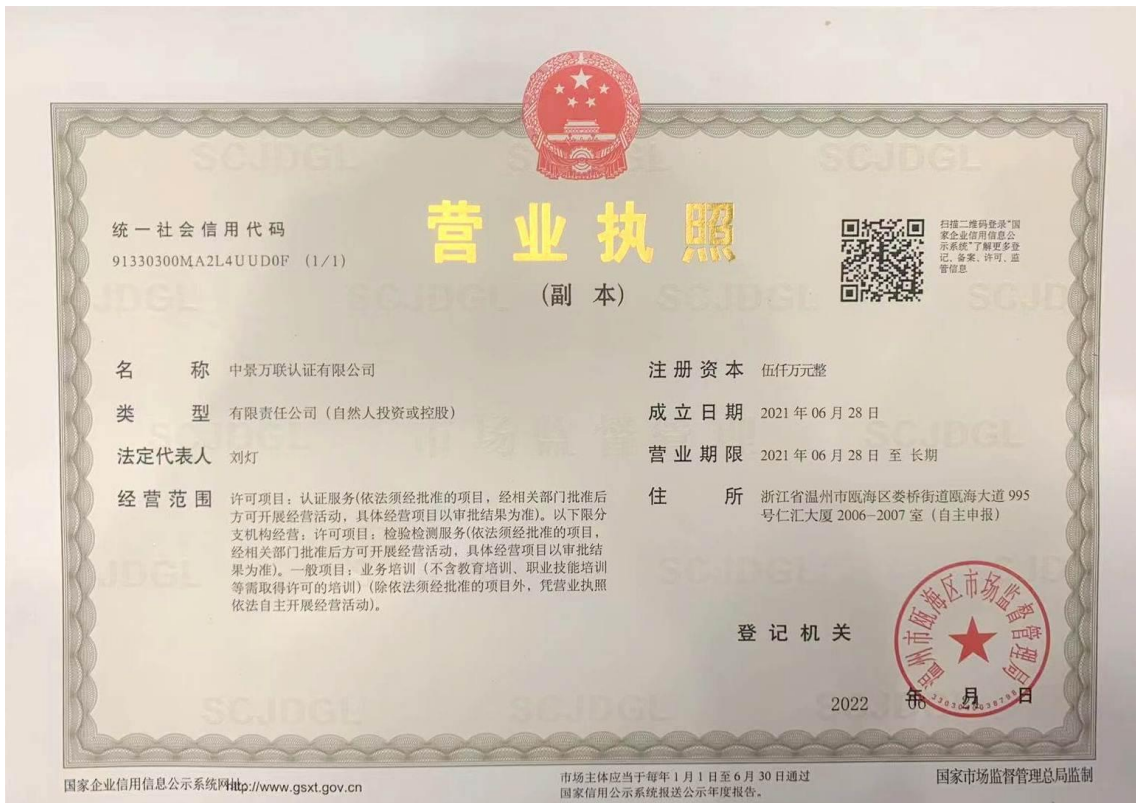 营业执照
(副 本)
统一社会信用代码
91330300MA2L4UUD0F (1/1)
扫描二维码登录"国
家企业信用信息公
示系统"了解更多登
记、备案、许可、监
管信息
名 称 中景万联认证有限公司
类 型 有限责任公司(自然人投资或控股)
法定代表人 刘灯
经营范围 许可项目:认证服务(依法须经批准的项目,经相关部门批准后
方可开展经营活动,具体经营项目以审批结果为准)。以下限分
支机构经营:许可项目:检验检测服务(依法须经批准的项目,
经相关部门批准后方可开展经营活动,具体经营项目以审批结
果为准)。一般项目:业务培训(不含教育培训、职业技能培训
等需取得许可的培训)(除依法须经批准的项目外,凭营业执照
依法自主开展经营活动)。
注册资本 伍仟万元整
成立日期 2021年06月28日
营业期限 2021年06月28日 至 长期
住 所 浙江省温州市瓯海区娄桥街道瓯海大道995
号仁汇大厦2006-2007室(自主申报)
登记机关
温州市瓯海区市场监督管理局
2022 年 06 月 日
国家企业信用信息公示系统网址:http://www.gsxt.gov.cn
市场主体应当于每年1月1日至6月30日通过
国家信用公示系统报送公示年度报告。
国家市场监督管理总局监制
SCJDGL
市场监督管理